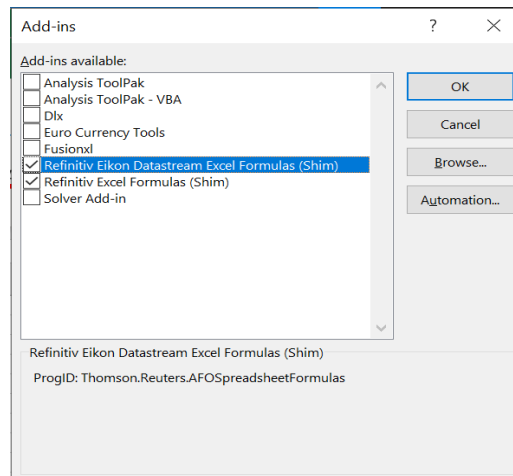 Add-ins
?
Add-ins available:
Analysis ToolPak
Analysis ToolPak - VBA
Dlx
Euro Currency Tools
Fusionxl
Refinitiv Eikon Datastream Excel Formulas (Shim)
Refinitiv Excel Formulas (Shim)
Solver Add-in
OK
Cancel
Browse...
Automation...
Refinitiv Eikon Datastream Excel Formulas (Shim)
ProgID: Thomson.Reuters.AFOSpreadsheetFormulas